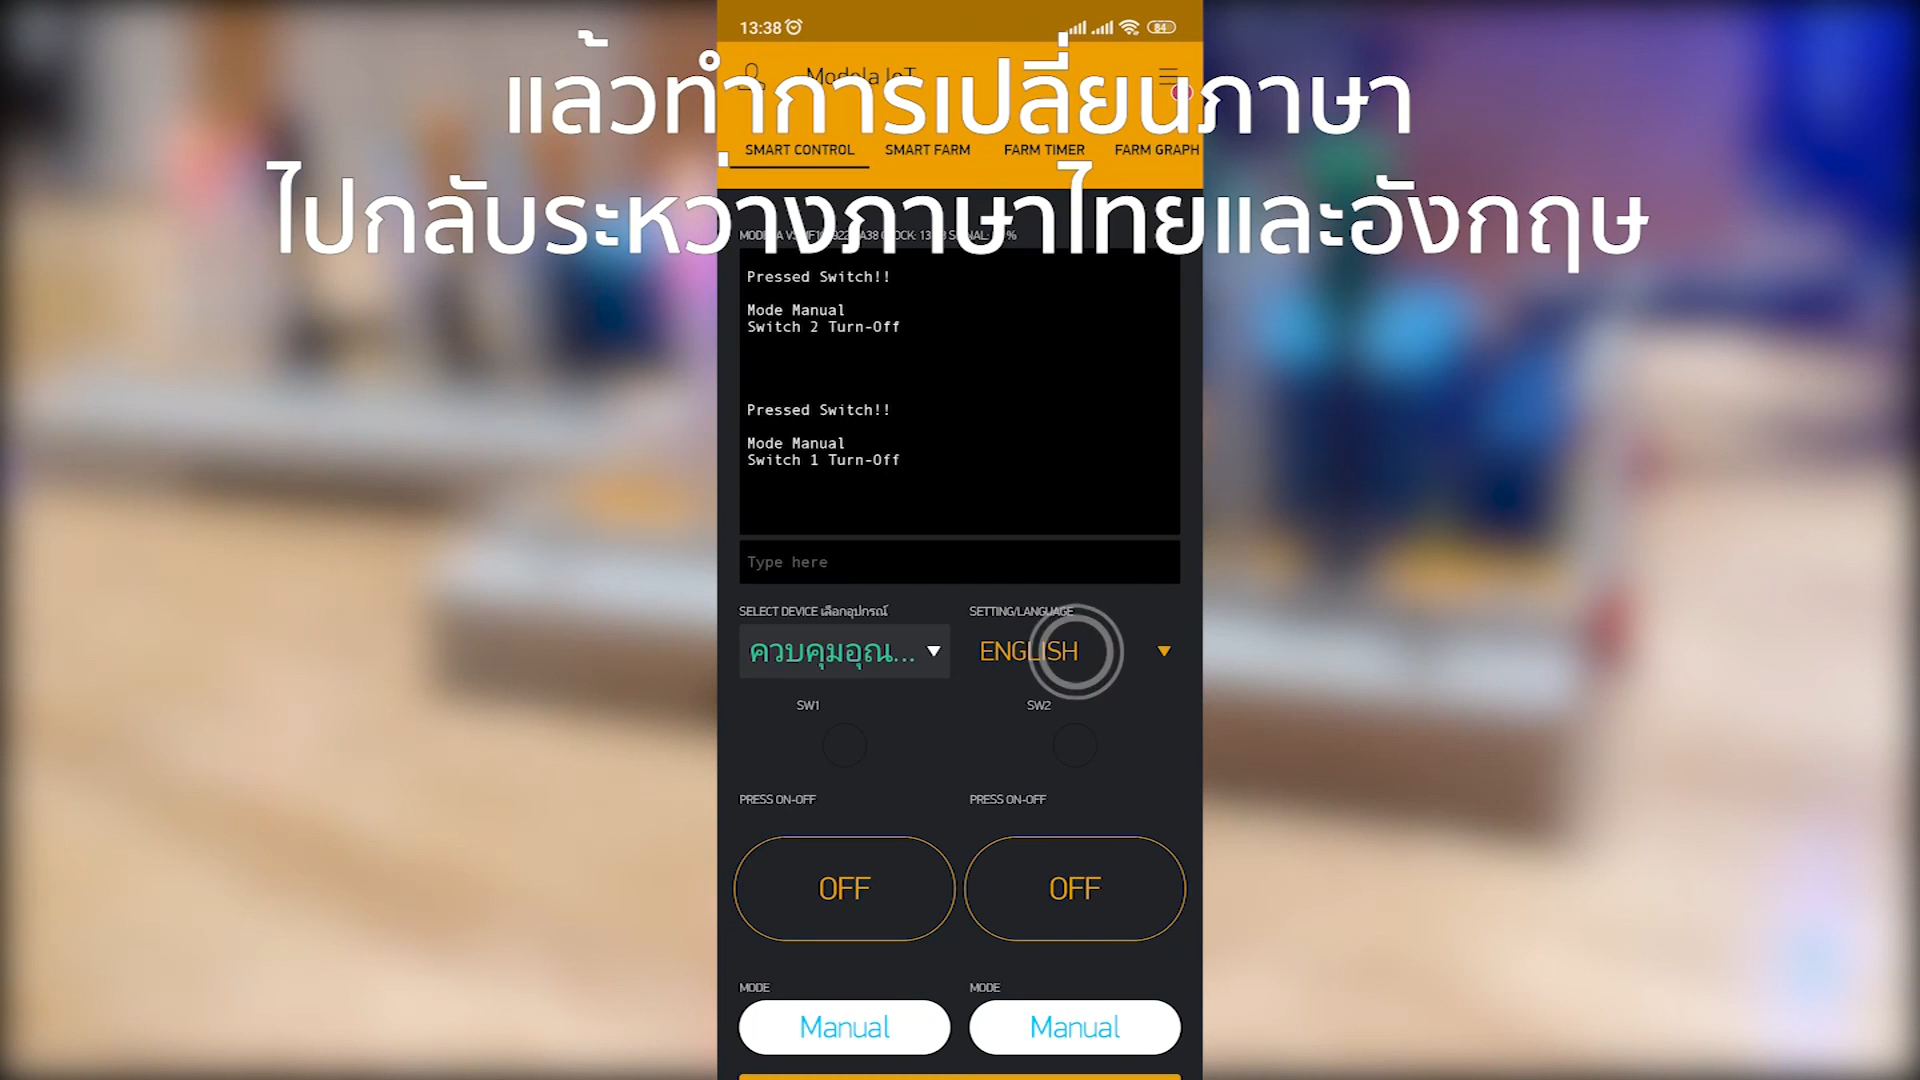 13:38
84
แล้วทำการเปลี่ยนภาษา
SMART CONTROL SMART FARM FARM TIMER FARM GRAPH
ไปกลับระหว่างภาษาไทยและอังกฤษ
Pressed Switch!!
Mode Manual
Switch 2 Turn-Off
Pressed Switch!!
Mode Manual
Switch 1 Turn-Off
Type here
SELECT DEVICE เลือกอุปกรณ์ SETTING/LANGUAGE
ควบคุมอุณ... ENGLISH
SW1 SW2
PRESS ON-OFF PRESS ON-OFF
OFF OFF
MODE MODE
Manual Manual